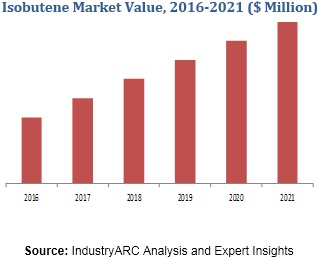 Isobutene Market Value, 2016-2021 ($ Million)
2016 2017 2018 2019 2020 2021
Source: IndustryARC Analysis and Expert Insights